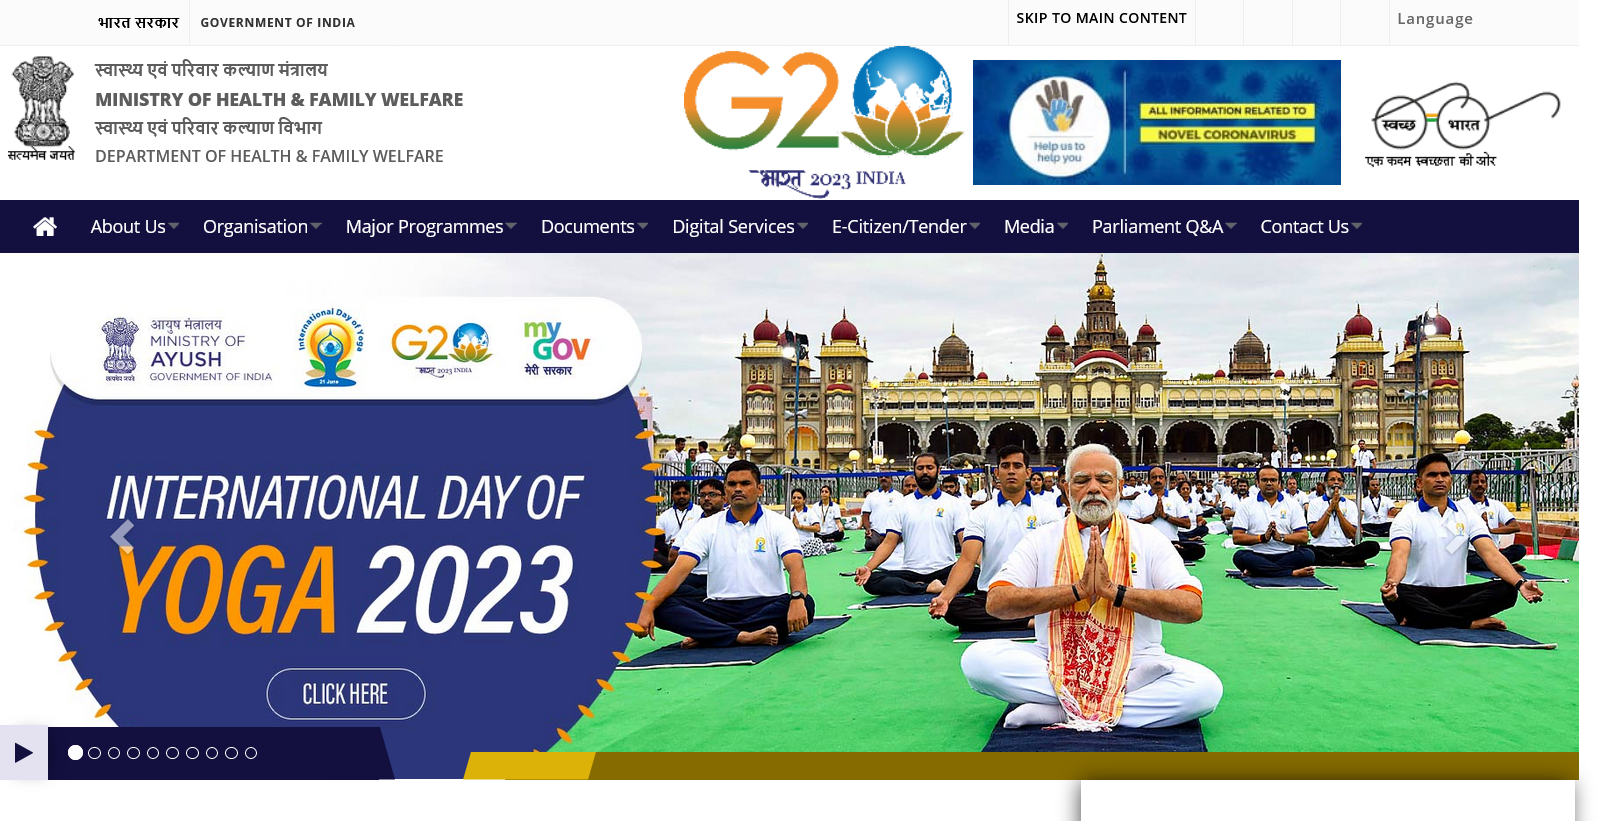 भारत सरकार
GOVERNMENT OF INDIA
SKIP TO MAIN CONTENT
Language
सत्यमेव जयते
स्वास्थ्य एवं परिवार कल्याण मंत्रालय
MINISTRY OF HEALTH & FAMILY WELFARE
स्वास्थ्य एवं परिवार कल्याण विभाग
DEPARTMENT OF HEALTH & FAMILY WELFARE
G20
भारत 2023 INDIA
Help us to
help you
ALL INFORMATION RELATED TO
NOVEL CORONAVIRUS
स्वच्छ भारत
एक कदम स्वच्छता की ओर
About Us
Organisation
Major Programmes
Documents
Digital Services
E-Citizen/Tender
Media
Parliament Q&A
Contact Us
सत्यमेव जयते
आयुष मंत्रालय
MINISTRY OF
AYUSH
GOVERNMENT OF INDIA
International Day of Yoga
21 June
G20
भारत 2023 INDIA
my
GOV
मेरी सरकार
INTERNATIONAL DAY OF
YOGA 2023
CLICK HERE